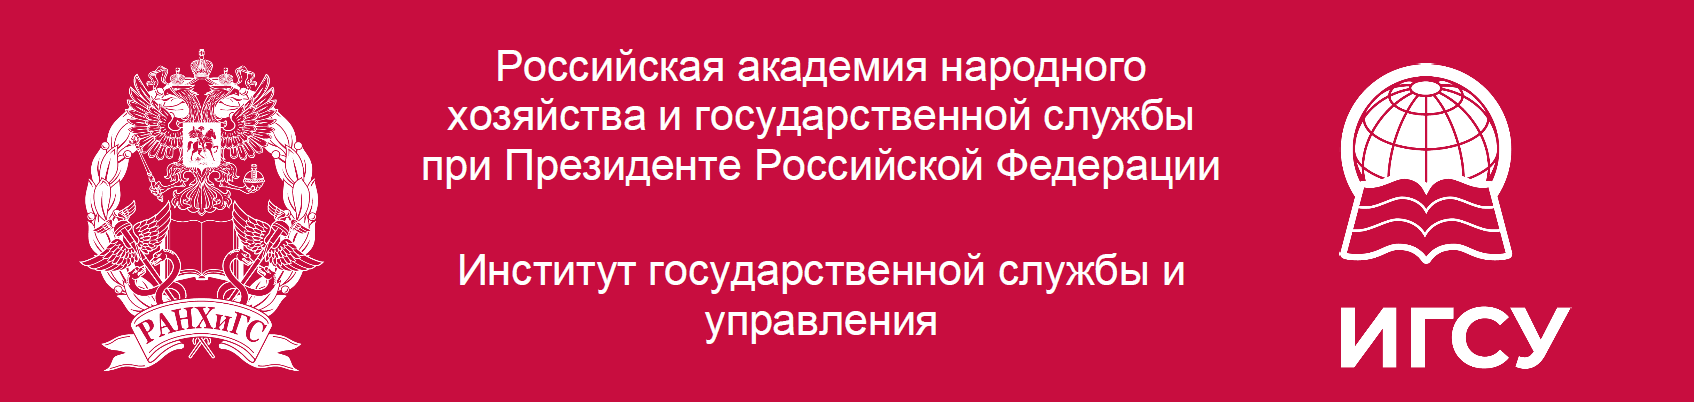 Российская академия народного
хозяйства и государственной службы
при Президенте Российской Федерации
Институт государственной службы и
управления
РАНХиГС
ИГСУ